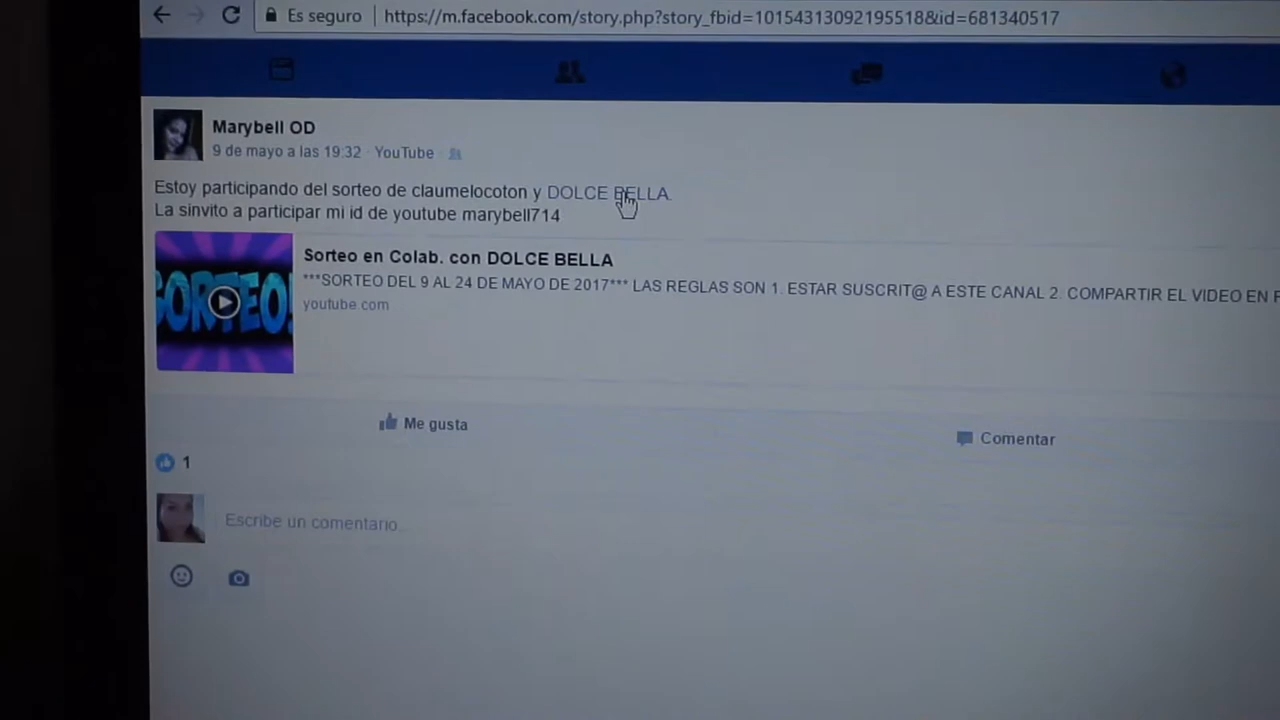 Es seguro https://m.facebook.com/story.php?story_fbid=10154313092195518&id=681340517
Marybell OD
9 de mayo a las 19:32 · YouTube
Estoy participando del sorteo de claumelocoton y DOLCE BELLA.
La sinvito a participar mi id de youtube marybell714
SORTEO!
Sorteo en Colab. con DOLCE BELLA
***SORTEO DEL 9 AL 24 DE MAYO DE 2017*** LAS REGLAS SON 1. ESTAR SUSCRIT@ A ESTE CANAL 2. COMPARTIR EL VIDEO EN
youtube.com
Me gusta
Comentar
1
Escribe un comentario...